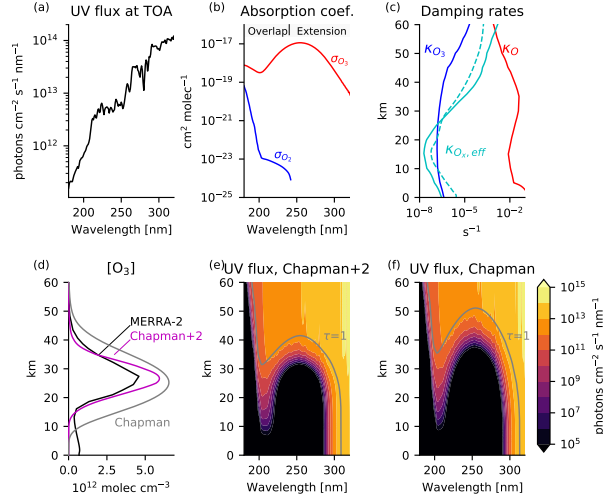 (a) UV flux at TOA
photons cm−2 s−1 nm−1
10^14
10^13
10^12
200 250 300
Wavelength [nm]
(b) Absorption coef.
cm2 molec−1
10^−17
10^−19
10^−21
10^−23
10^−25
Overlap Extension
σO3
σO2
200 250 300
Wavelength [nm]
(c) Damping rates
km
60
50
40
30
20
10
0
κO3
κO
κOx, eff
10^−8 10^−5 10^−2
s−1
(d) [O3]
km
60
50
40
30
20
10
0
MERRA-2
Chapman+2
Chapman
0.0 2.5 5.0
10^12 molec cm−3
(e) UV flux, Chapman+2
km
60
50
40
30
20
10
0
τ=1
200 250 300
Wavelength [nm]
(f) UV flux, Chapman
km
60
50
40
30
20
10
0
τ=1
200 250 300
Wavelength [nm]
10^15
10^13
10^11
10^9
10^7
10^5
photons cm−2 s−1 nm−1